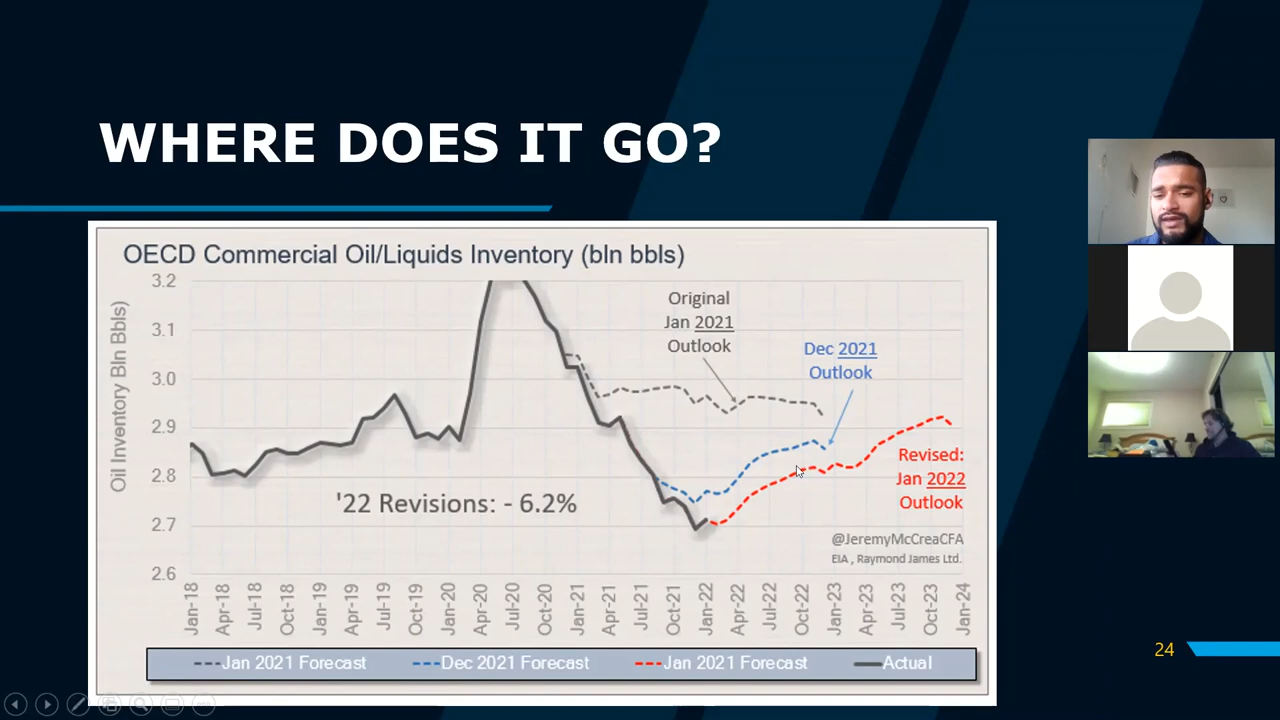 WHERE DOES IT GO?
OECD Commercial Oil/Liquids Inventory (bln bbls)
Oil Inventory Bln Bbls)
3.2
3.1
3.0
2.9
2.8
2.7
2.6
Original
Jan 2021
Outlook
Dec 2021
Outlook
Revised:
Jan 2022
Outlook
'22 Revisions: - 6.2%
@JeremyMcCreaCFA
EIA , Raymond James Ltd.
Jan-18
Apr-18
Jul-18
Oct-18
Jan-19
Apr-19
Jul-19
Oct-19
Jan-20
Apr-20
Jul-20
Oct-20
Jan-21
Apr-21
Jul-21
Oct-21
Jan-22
Apr-22
Jul-22
Oct-22
Jan-23
Apr-23
Jul-23
Oct-23
Jan-24
Jan 2021 Forecast
Dec 2021 Forecast
Jan 2021 Forecast
Actual
24